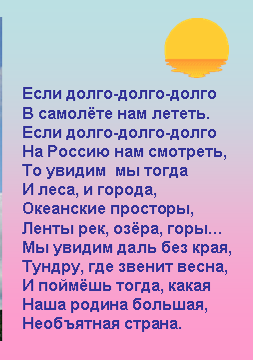 Если долго-долго-долго
В самолёте нам лететь.
Если долго-долго-долго
На Россию нам смотреть,
То увидим  мы тогда
И леса, и города,
Океанские просторы,
Ленты рек, озёра, горы...
Мы увидим даль без края,
Тундру, где звенит весна,
И поймёшь тогда, какая
Наша родина большая,
Необъятная страна.